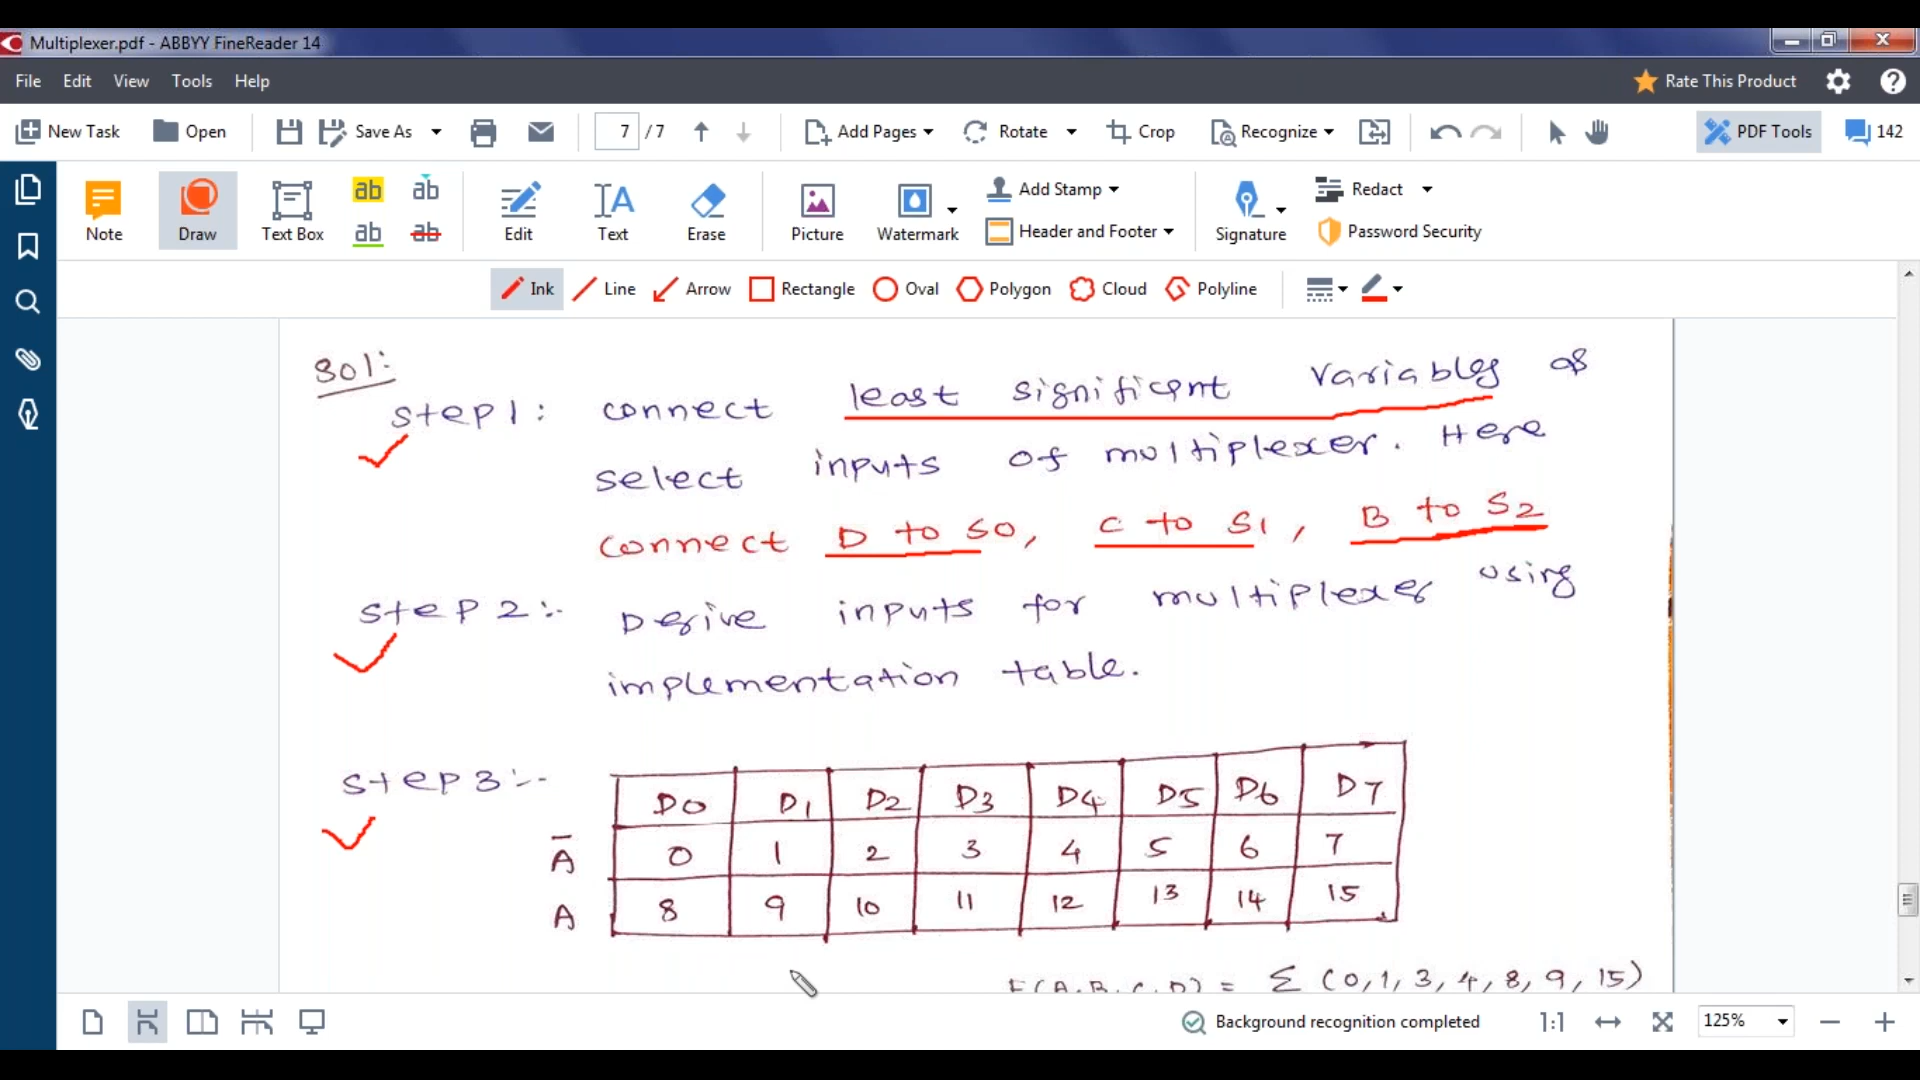 Multiplexer.pdf - ABBYY FineReader 14
File Edit View Tools Help Rate This Product
New Task Open Save As 7 / 7 Add Pages Rotate Crop Recognize PDF Tools 142
Note Draw Text Box ab ab ab ab Edit Text Erase Picture Watermark Add Stamp Header and Footer Signature Redact Password Security
Ink Line Arrow Rectangle Oval Polygon Cloud Polyline
Sol:
Step1: connect least significant variables of
select inputs of multiplexer. Here
connect D to S0, C to S1, B to S2
Step 2:- Derive inputs for multiplexer using
implementation table.
Step3:-
D0 D1 D2 D3 D4 D5 D6 D7
Ā 0 1 2 3 4 5 6 7
A 8 9 10 11 12 13 14 15
F(A,B,C,D) = Σ (0,1,3,4,8,9,15)
Background recognition completed 1:1 125%